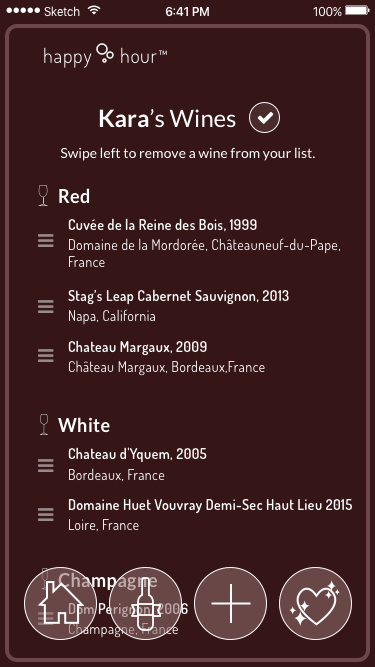 Sketch 6:41 PM 100%
happy hour™
Kara's Wines
Swipe left to remove a wine from your list.
Red
Cuvée de la Reine des Bois, 1999
Domaine de la Mordorée, Châteauneuf-du-Pape,
France
Stag's Leap Cabernet Sauvignon, 2013
Napa, California
Chateau Margaux, 2009
Château Margaux, Bordeaux,France
White
Chateau d'Yquem, 2005
Bordeaux, France
Domaine Huet Vouvray Demi-Sec Haut Lieu 2015
Loire, France
Champagne
Dom Perignon, 2006
Champagne, France